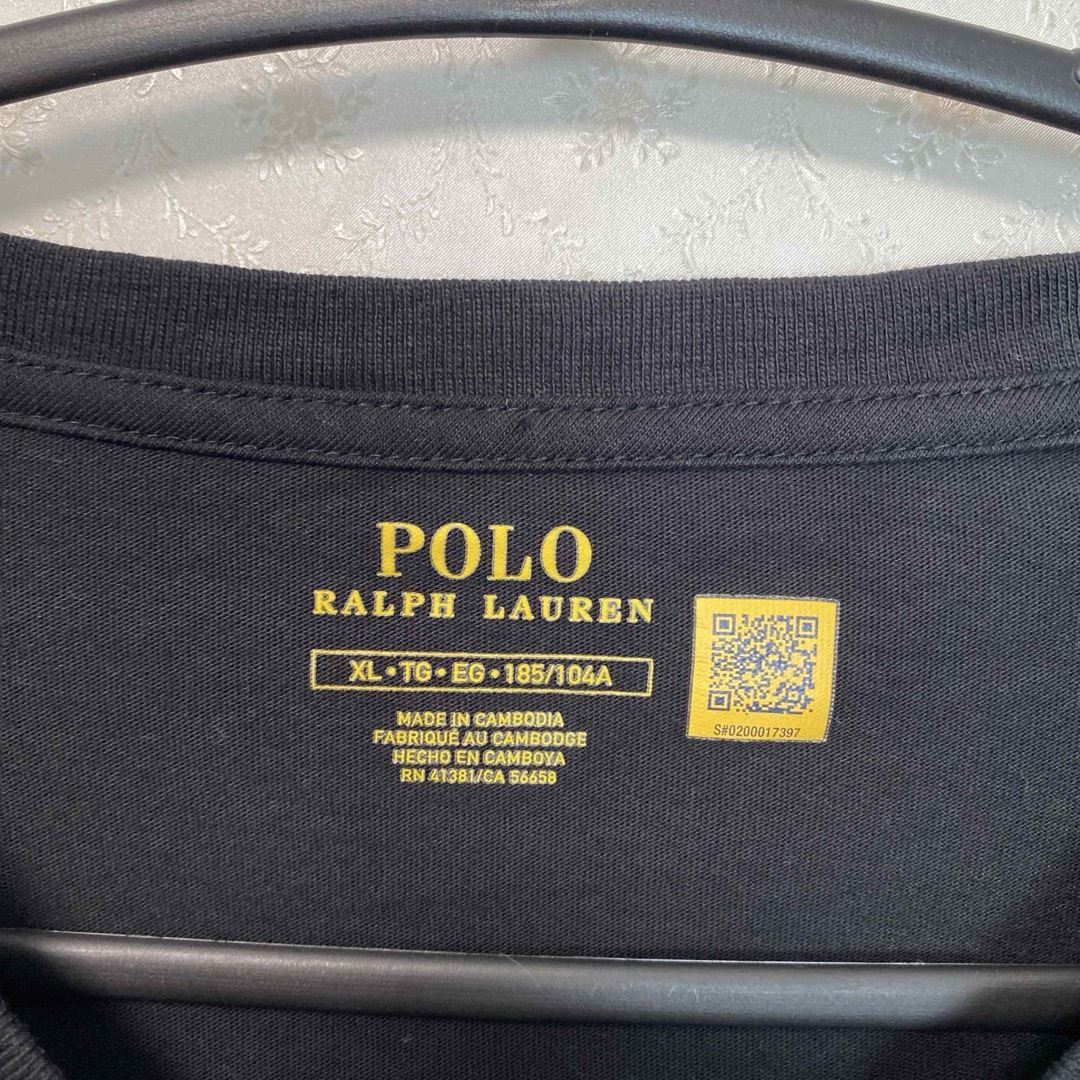 POLO
RALPH LAUREN
XL • TG • EG • 185/104A
MADE IN CAMBODIA
FABRIQUÉ AU CAMBODGE
HECHO EN CAMBOYA
RN 41381/CA 56658
S#0200017397